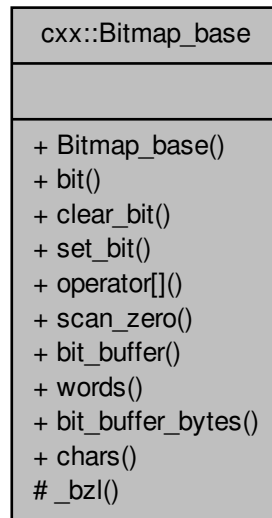 cxx::Bitmap_base
+ Bitmap_base()
+ bit()
+ clear_bit()
+ set_bit()
+ operator[]()
+ scan_zero()
+ bit_buffer()
+ words()
+ bit_buffer_bytes()
+ chars()
# _bzl()